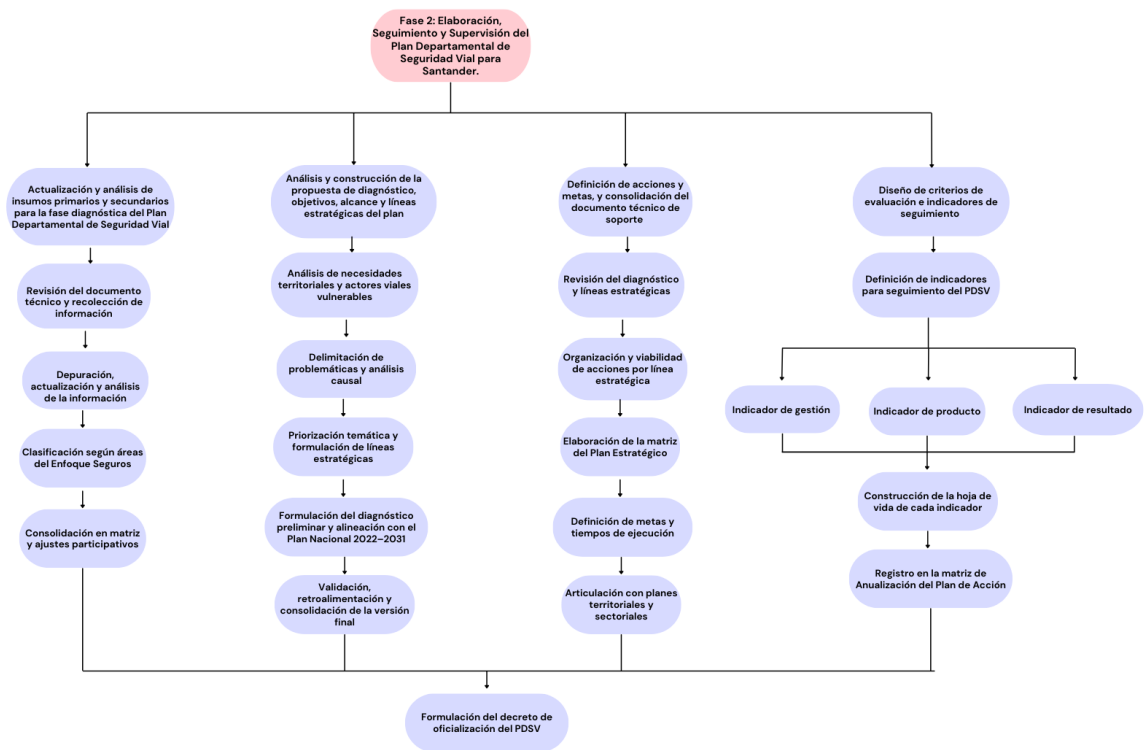 Fase 2: Elaboración,
Seguimiento y Supervisión del
Plan Departamental de
Seguridad Vial para
Santander.
Actualización y análisis de
insumos primarios y secundarios
para la fase diagnóstica del Plan
Departamental de Seguridad Vial
Revisión del documento
técnico y recolección de
información
Depuración,
actualización y análisis
de la información
Clasificación según áreas
del Enfoque Seguros
Consolidación en matriz
y ajustes participativos
Análisis y construcción de la
propuesta de diagnóstico,
objetivos, alcance y líneas
estratégicas del plan
Análisis de necesidades
territoriales y actores viales
vulnerables
Delimitación de
problemáticas y análisis
causal
Priorización temática y
formulación de líneas
estratégicas
Formulación del diagnóstico
preliminar y alineación con el
Plan Nacional 2022–2031
Validación,
retroalimentación y
consolidación de la versión
final
Definición de acciones y
metas, y consolidación del
documento técnico de
soporte
Revisión del diagnóstico
y líneas estratégicas
Organización y viabilidad
de acciones por línea
estratégica
Elaboración de la matriz
del Plan Estratégico
Definición de metas y
tiempos de ejecución
Articulación con planes
territoriales y
sectoriales
Diseño de criterios de
evaluación e indicadores de
seguimiento
Definición de indicadores
para seguimiento del PDSV
Indicador de gestión
Indicador de producto
Indicador de resultado
Construcción de la hoja de
vida de cada indicador
Registro en la matriz de
Anualización del Plan de Acción
Formulación del decreto de
oficialización del PDSV